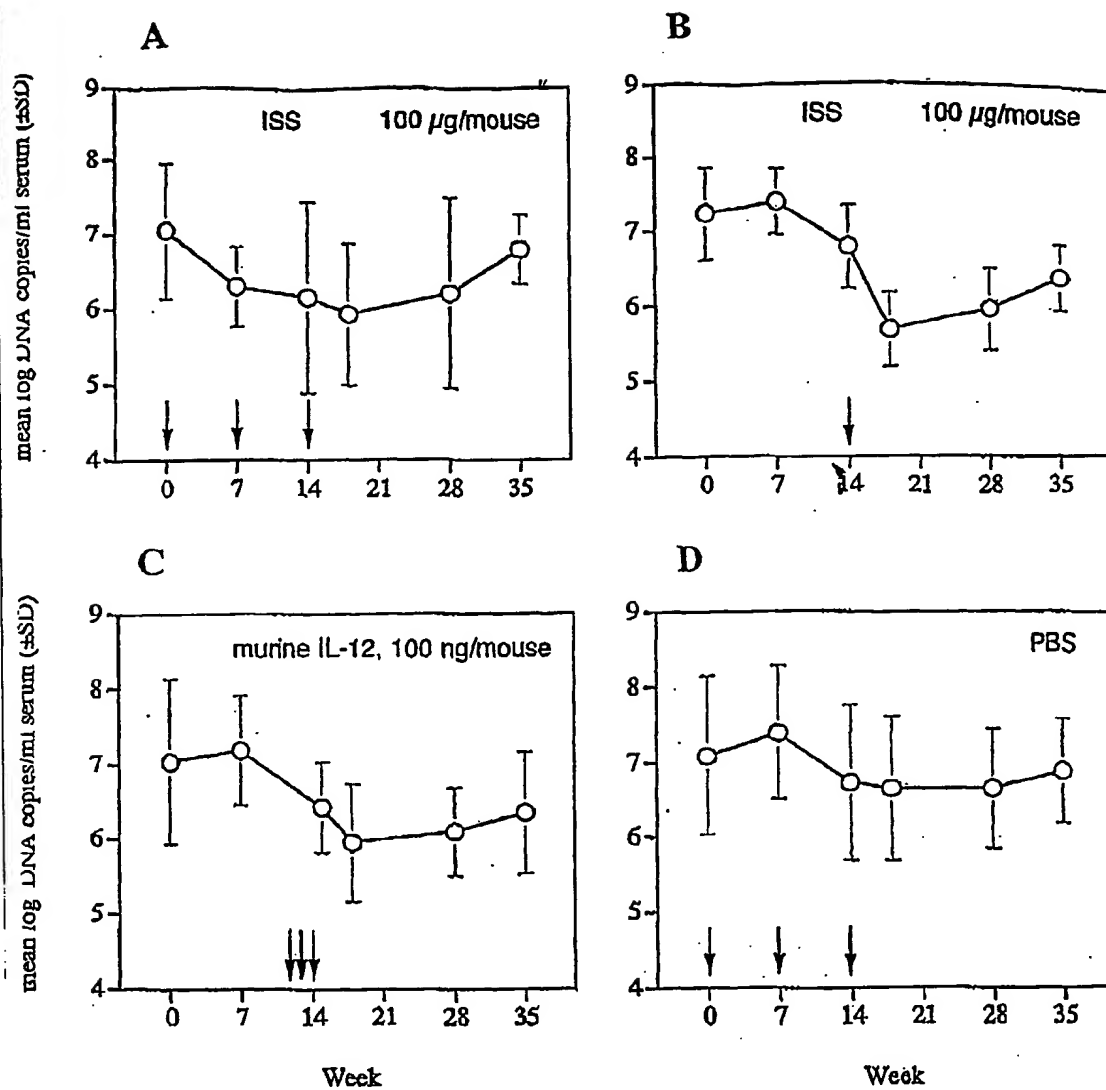 A
mean log DNA copies/ml serum (±SD)
ISS 100 µg/mouse
9
8
7
6
5
4
0 7 14 21 28 35
B
ISS 100 µg/mouse
9
8
7
6
5
4
0 7 14 21 28 35
C
mean log DNA copies/ml serum (±SD)
murine IL-12, 100 ng/mouse
9
8
7
6
5
4
0 7 14 21 28 35
Week
D
PBS
9
8
7
6
5
4
0 7 14 21 28 35
Week